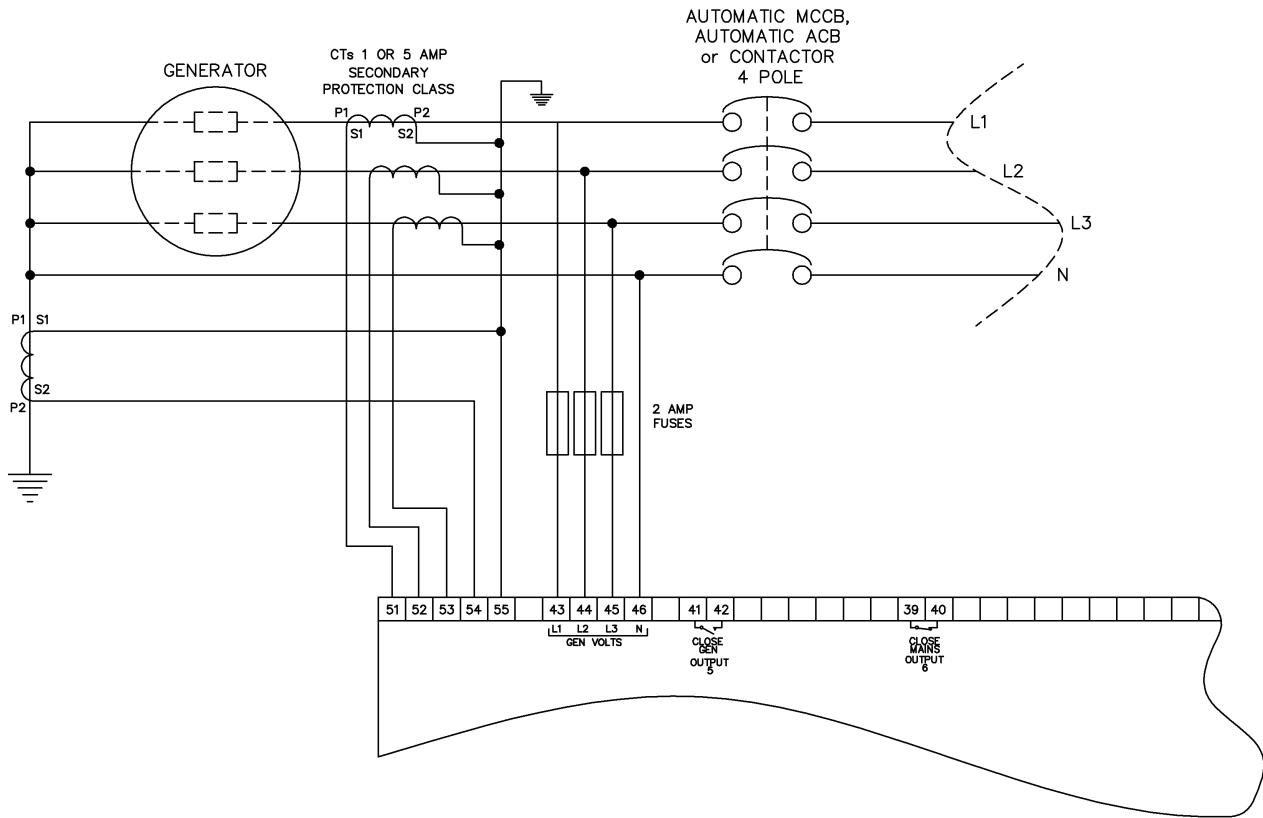 AUTOMATIC MCCB,
AUTOMATIC ACB
or CONTACTOR
4 POLE
GENERATOR
CTs 1 OR 5 AMP
SECONDARY
PROTECTION CLASS
P1 P2
S1 S2
L1
L2
L3
N
P1 S1
S2
P2
2 AMP
FUSES
51 52 53 54 55 43 44 45 46 41 42 39 40
L1 L2 L3 N
GEN VOLTS
CLOSE
GEN
OUTPUT
5
CLOSE
MAINS
OUTPUT
6